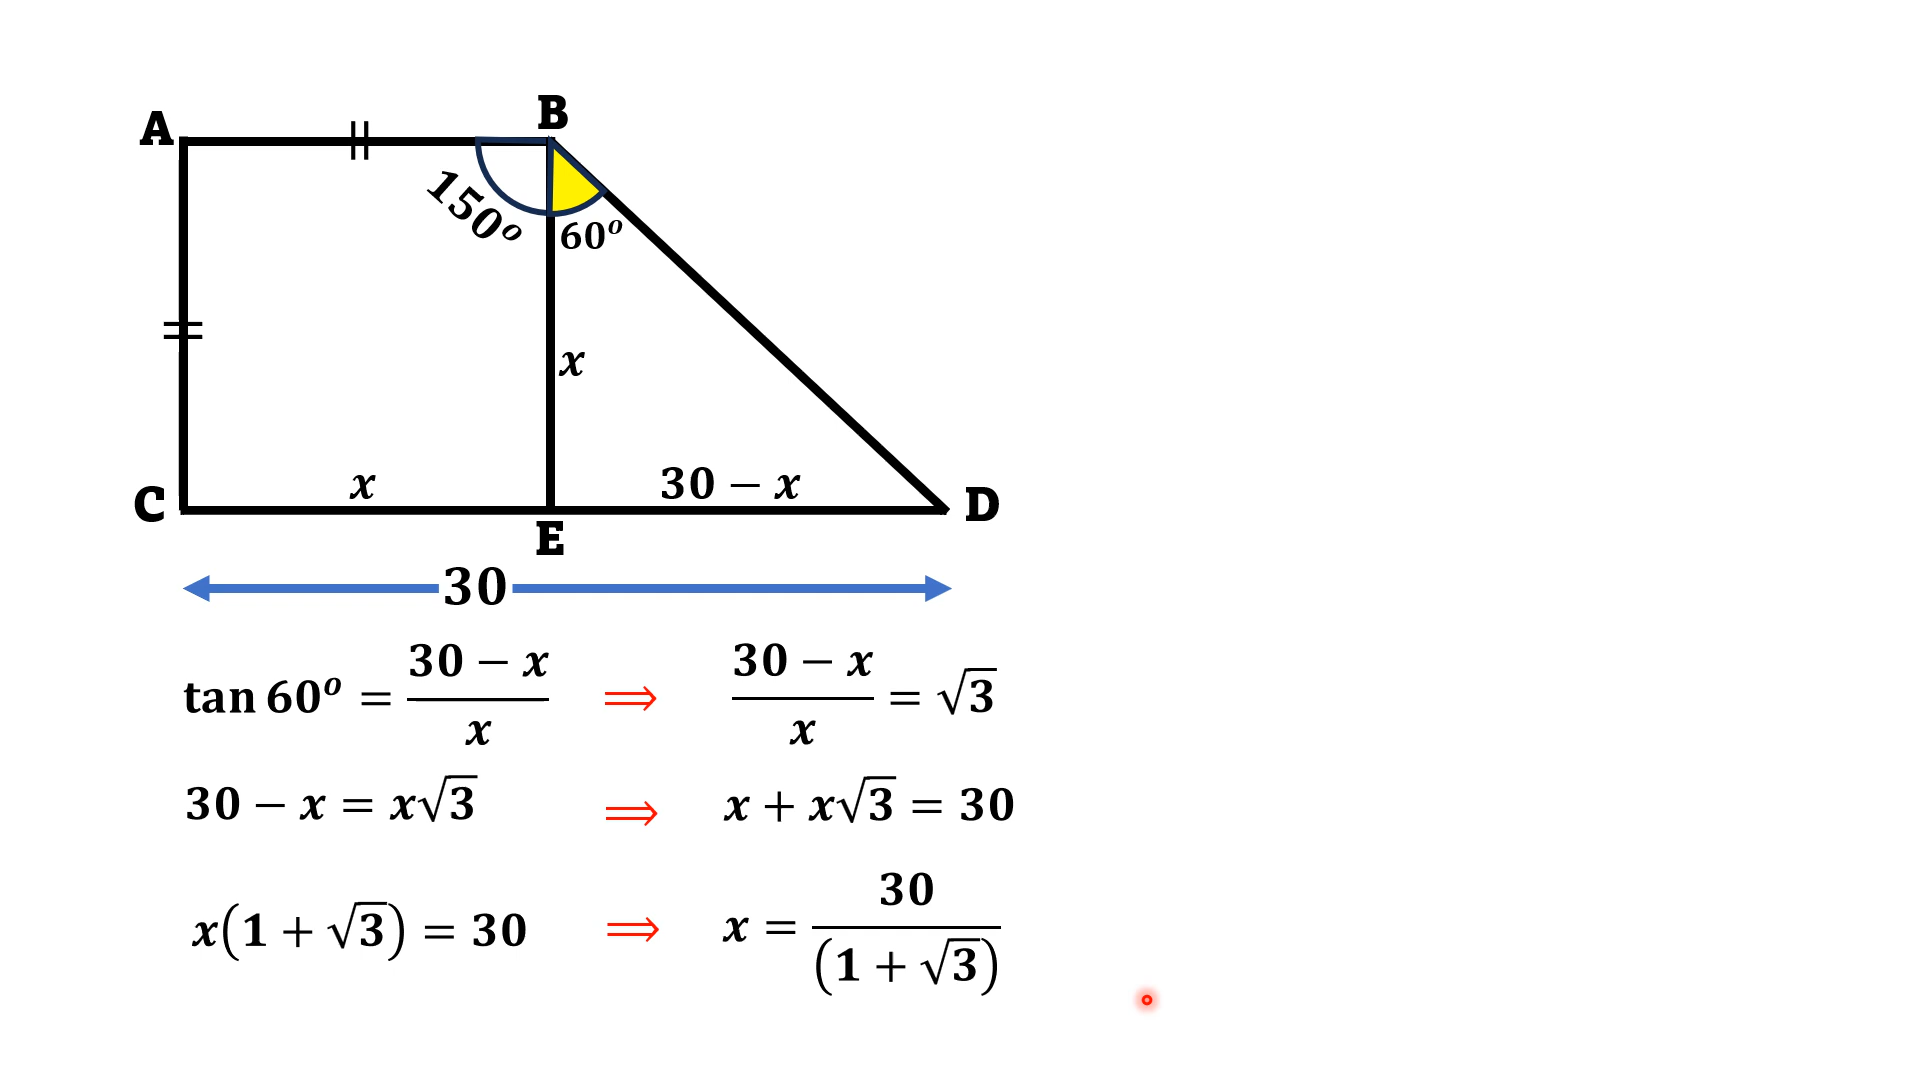 A
B
150°
60°
x
x
30 − x
C
D
E
30
tan 60° = (30 − x)/x ⟹ (30 − x)/x = √3
30 − x = x√3 ⟹ x + x√3 = 30
x(1 + √3) = 30 ⟹ x = 30/(1 + √3)